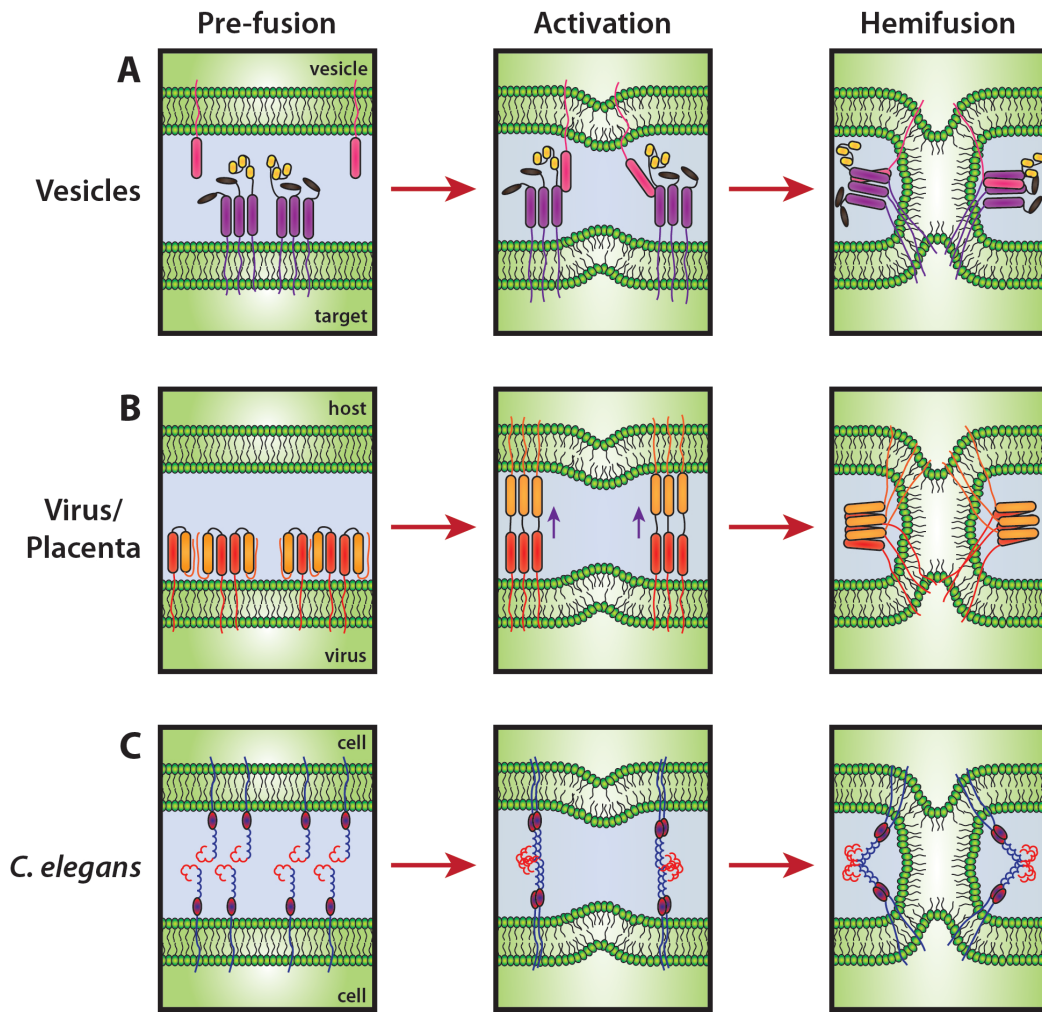 Pre-fusion
Activation
Hemifusion
A
vesicle
Vesicles
target
B
host
Virus/
Placenta
virus
C
cell
C. elegans
cell